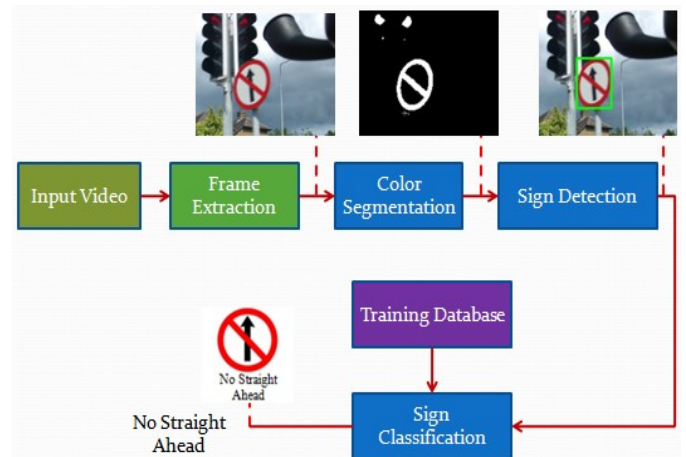 Input Video
Frame
Extraction
Color
Segmentation
Sign Detection
Training Database
No Straight
Ahead
No Straight
Ahead
Sign
Classification